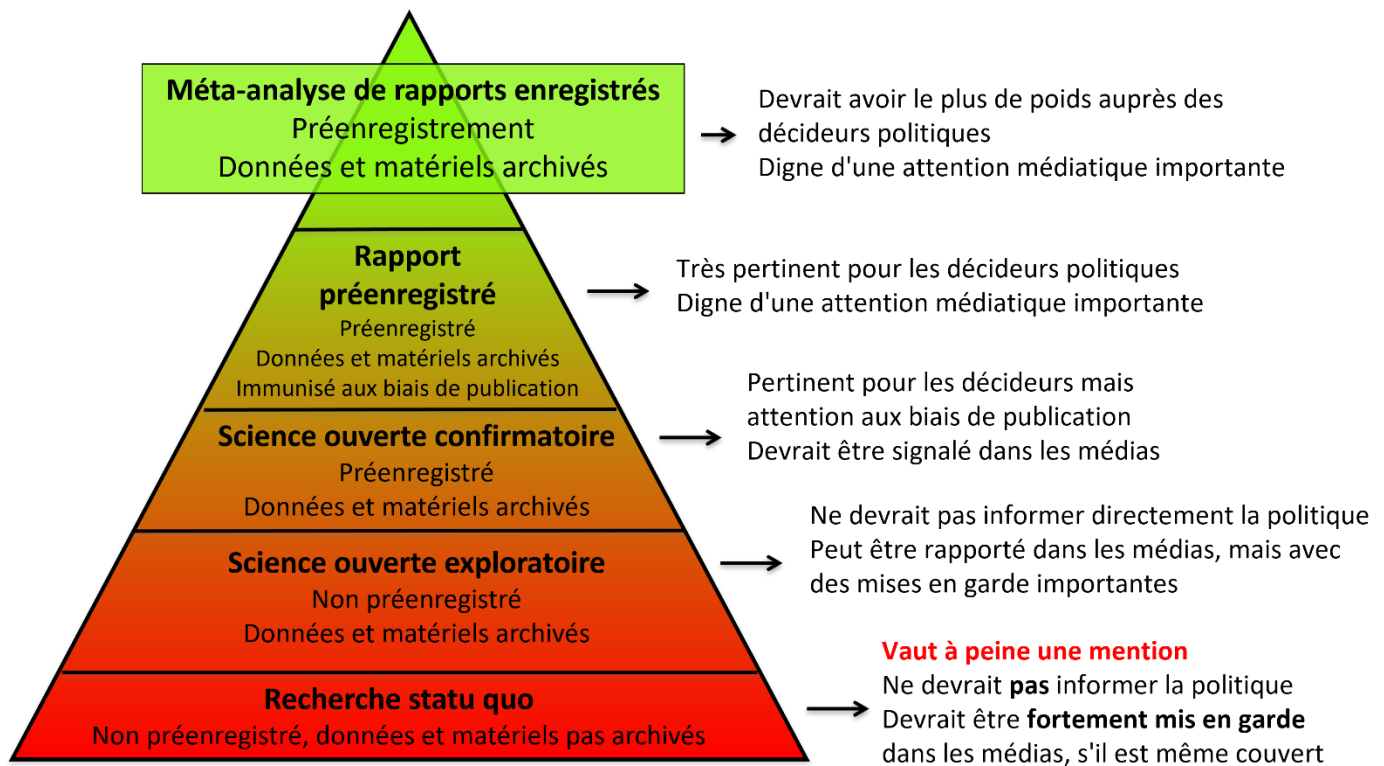 Méta-analyse de rapports enregistrés
Préenregistrement
Données et matériels archivés
Devrait avoir le plus de poids auprès des
décideurs politiques
Digne d'une attention médiatique importante
Rapport
préenregistré
Préenregistré
Données et matériels archivés
Immunisé aux biais de publication
Très pertinent pour les décideurs politiques
Digne d'une attention médiatique importante
Science ouverte confirmatoire
Préenregistré
Données et matériels archivés
Pertinent pour les décideurs mais
attention aux biais de publication
Devrait être signalé dans les médias
Science ouverte exploratoire
Non préenregistré
Données et matériels archivés
Ne devrait pas informer directement la politique
Peut être rapporté dans les médias, mais avec
des mises en garde importantes
Recherche statu quo
Non préenregistré, données et matériels pas archivés
Vaut à peine une mention
Ne devrait pas informer la politique
Devrait être fortement mis en garde
dans les médias, s'il est même couvert